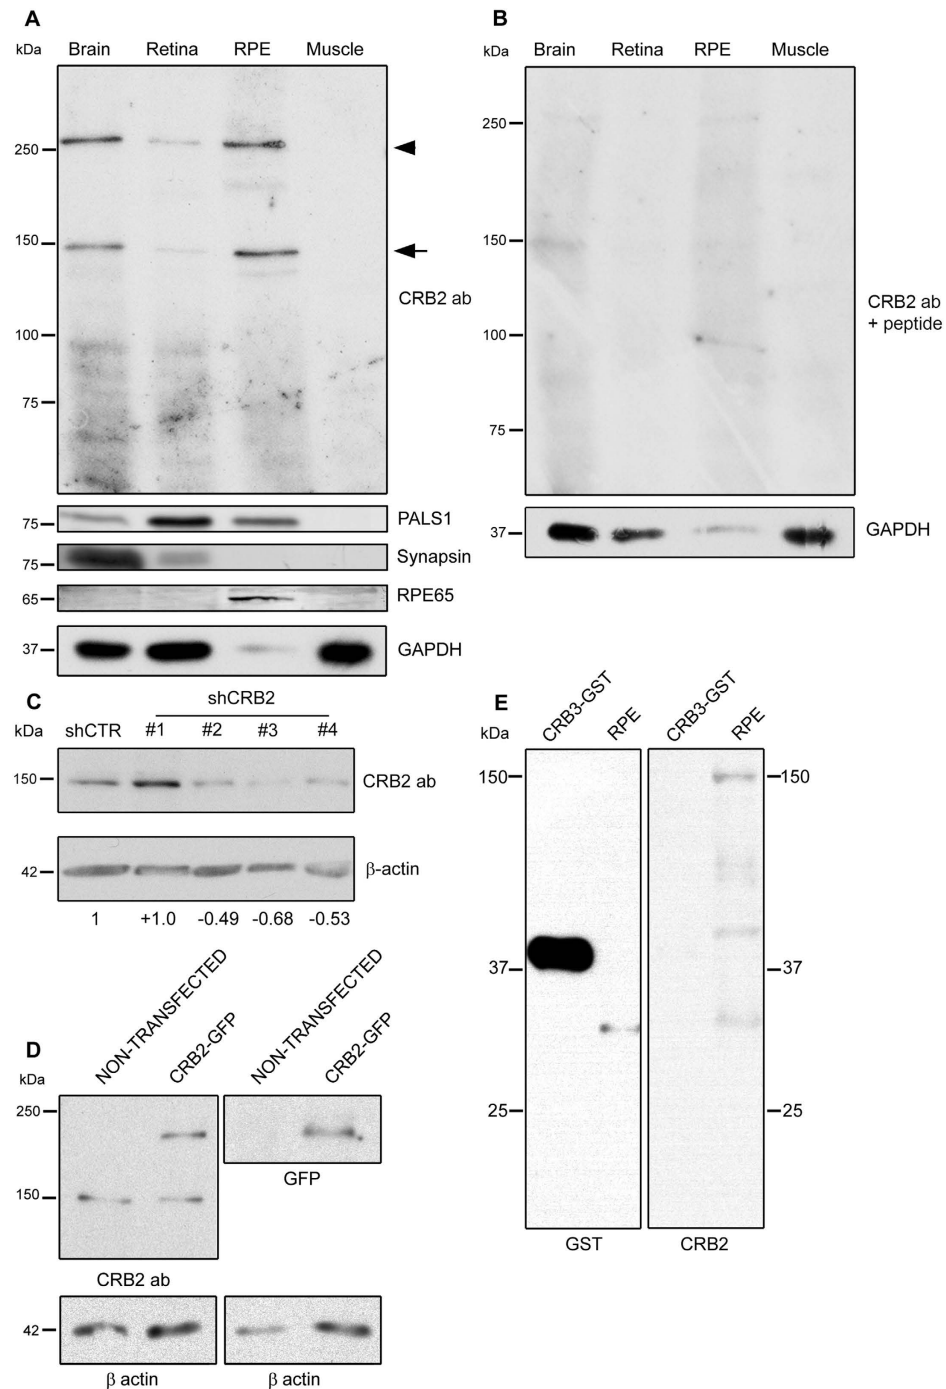 A
kDa Brain Retina RPE Muscle
250
150
CRB2 ab
100
75
75 PALS1
75 Synapsin
65 RPE65
37 GAPDH
B
kDa Brain Retina RPE Muscle
250
150
CRB2 ab
+ peptide
100
75
37 GAPDH
C
shCRB2
kDa shCTR #1 #2 #3 #4
150 CRB2 ab
42 β-actin
1 +1.0 -0.49 -0.68 -0.53
D
NON-TRANSFECTED CRB2-GFP NON-TRANSFECTED CRB2-GFP
kDa
250
GFP
150
CRB2 ab
42
β actin β actin
E
CRB3-GST RPE CRB3-GST RPE
kDa
150 150
37 37
25 25
GST CRB2